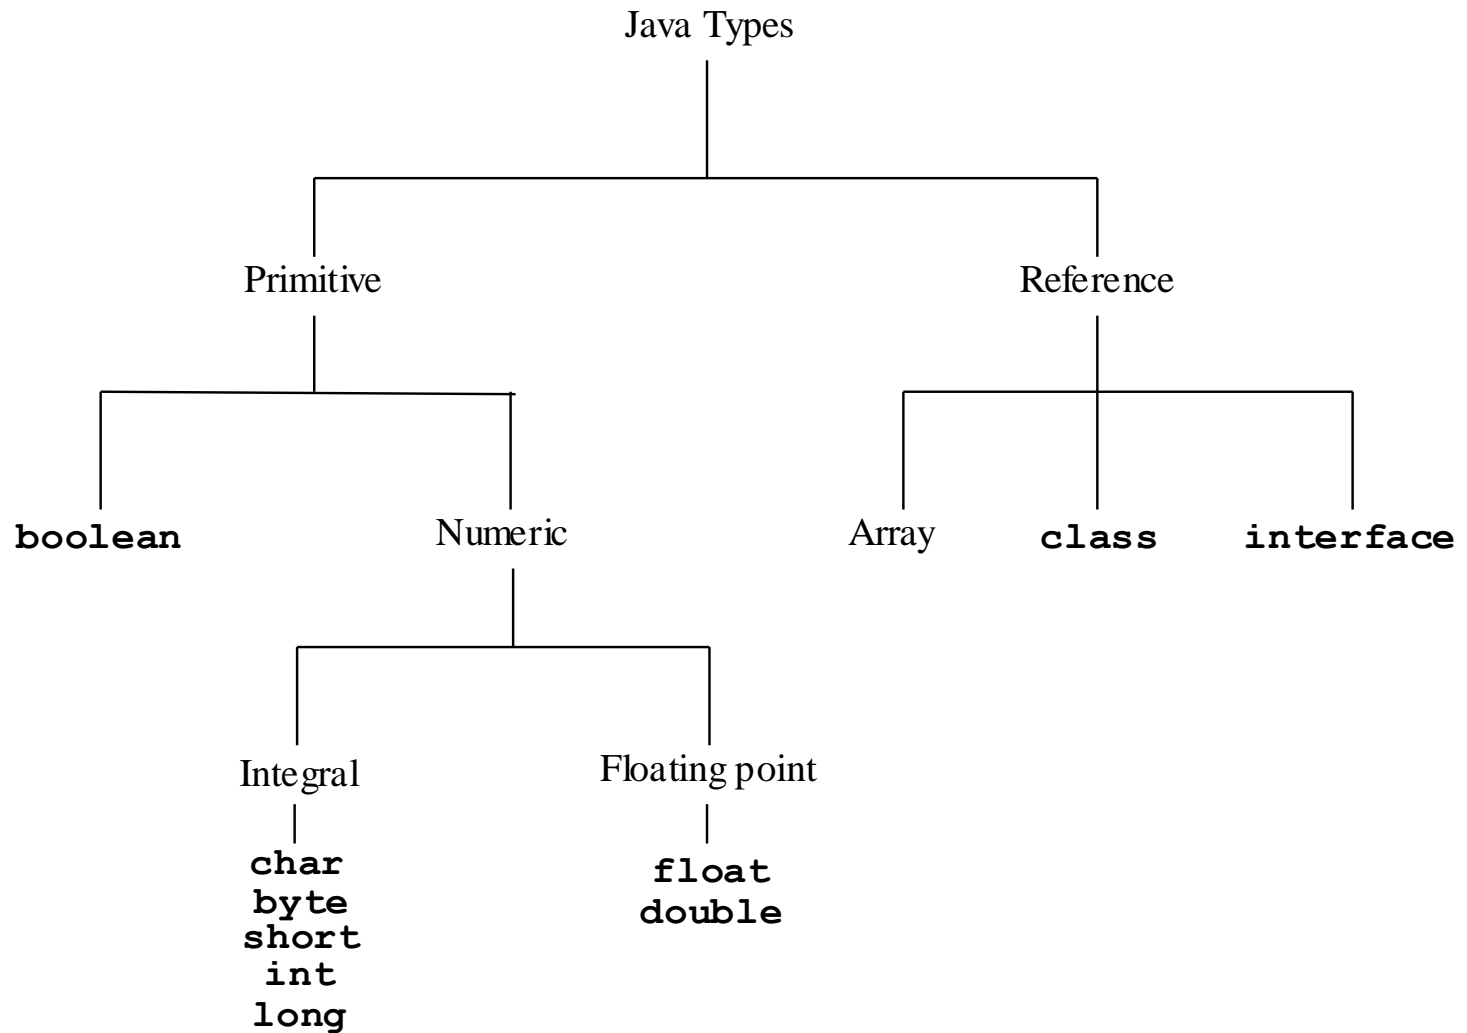 Java Types
Primitive
Reference
boolean
Numeric
Array
class
interface
Integral
Floating point
char
byte
short
int
long
float
double